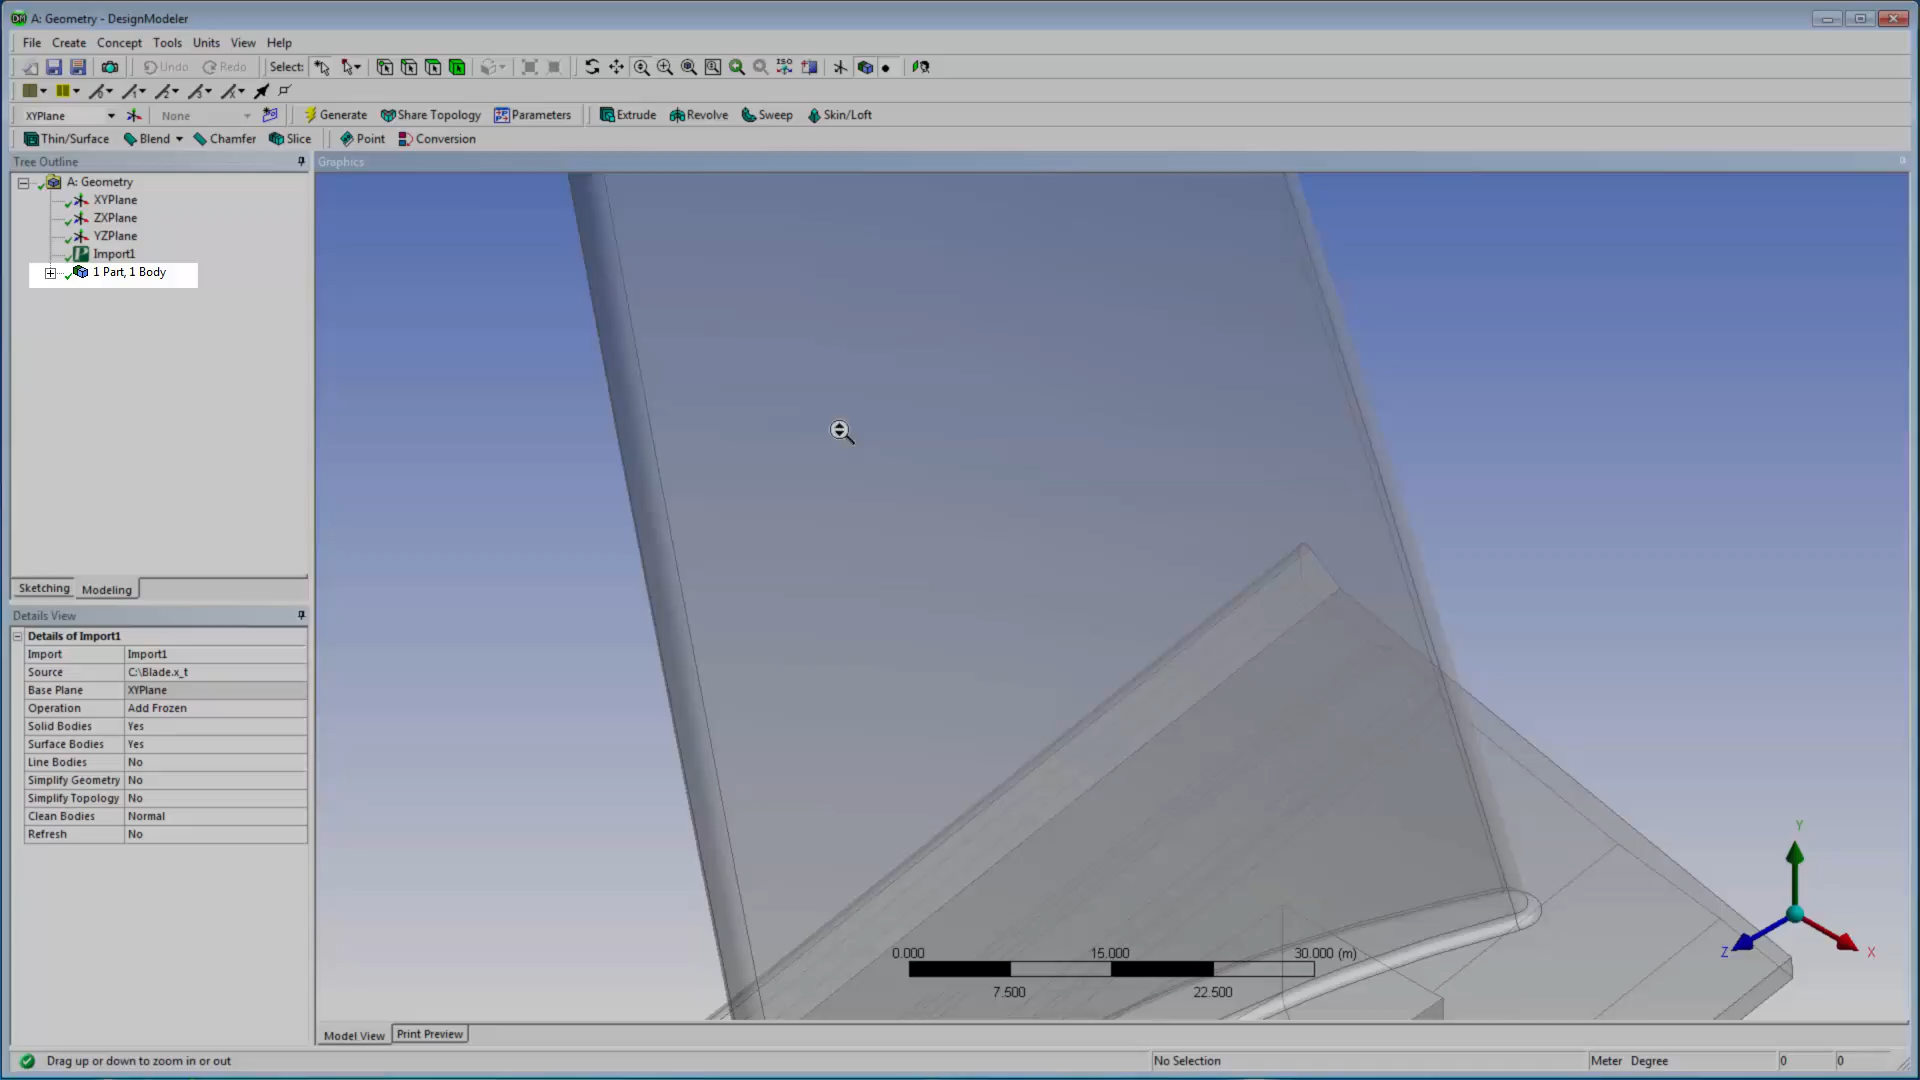 A: Geometry - DesignModeler
File Create Concept Tools Units View Help
Undo Redo Select: ISO
XYPlane None Generate Share Topology Parameters Extrude Revolve Sweep Skin/Loft
Thin/Surface Blend Chamfer Slice Point Conversion
Tree Outline
A: Geometry
XYPlane
ZXPlane
YZPlane
Import1
1 Part, 1 Body
Sketching Modeling
Details View
Details of Import1
Import Import1
Source C:\Blade.x_t
Base Plane XYPlane
Operation Add Frozen
Solid Bodies Yes
Surface Bodies Yes
Line Bodies No
Simplify Geometry No
Simplify Topology No
Clean Bodies Normal
Refresh No
Graphics
0.000 15.000 30.000 (m)
7.500 22.500
Y
Z
X
Model View Print Preview
Drag up or down to zoom in or out No Selection Meter Degree 0 0